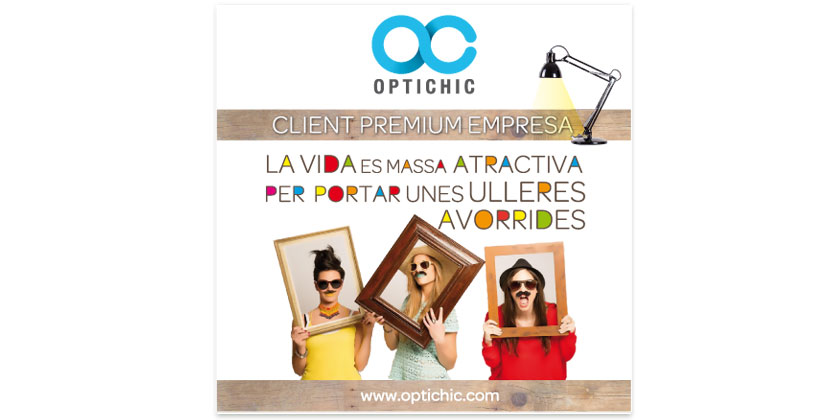 OC
OPTICHIC
CLIENT PREMIUM EMPRESA
LA VIDA ES MASSA ATRACTIVA
PER PORTAR UNES ULLERES
AVORRIDES
www.optichic.com